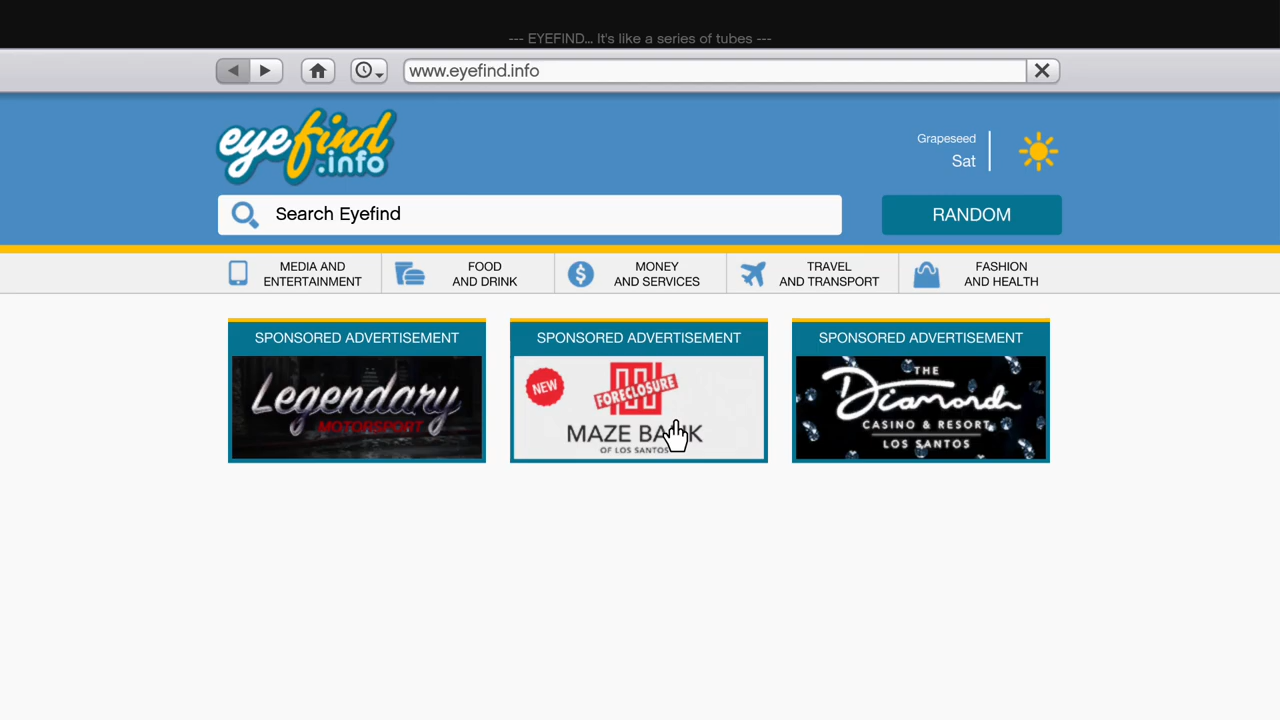 --- EYEFIND... It's like a series of tubes ---
www.eyefind.info
eyefind
.info
Grapeseed
Sat
Search Eyefind
RANDOM
MEDIA AND
ENTERTAINMENT
FOOD
AND DRINK
MONEY
AND SERVICES
TRAVEL
AND TRANSPORT
FASHION
AND HEALTH
SPONSORED ADVERTISEMENT
Legendary
MOTORSPORT
SPONSORED ADVERTISEMENT
NEW
FORECLOSURE
MAZE BANK
OF LOS SANTOS
SPONSORED ADVERTISEMENT
THE
Diamond
CASINO & RESORT
LOS SANTOS